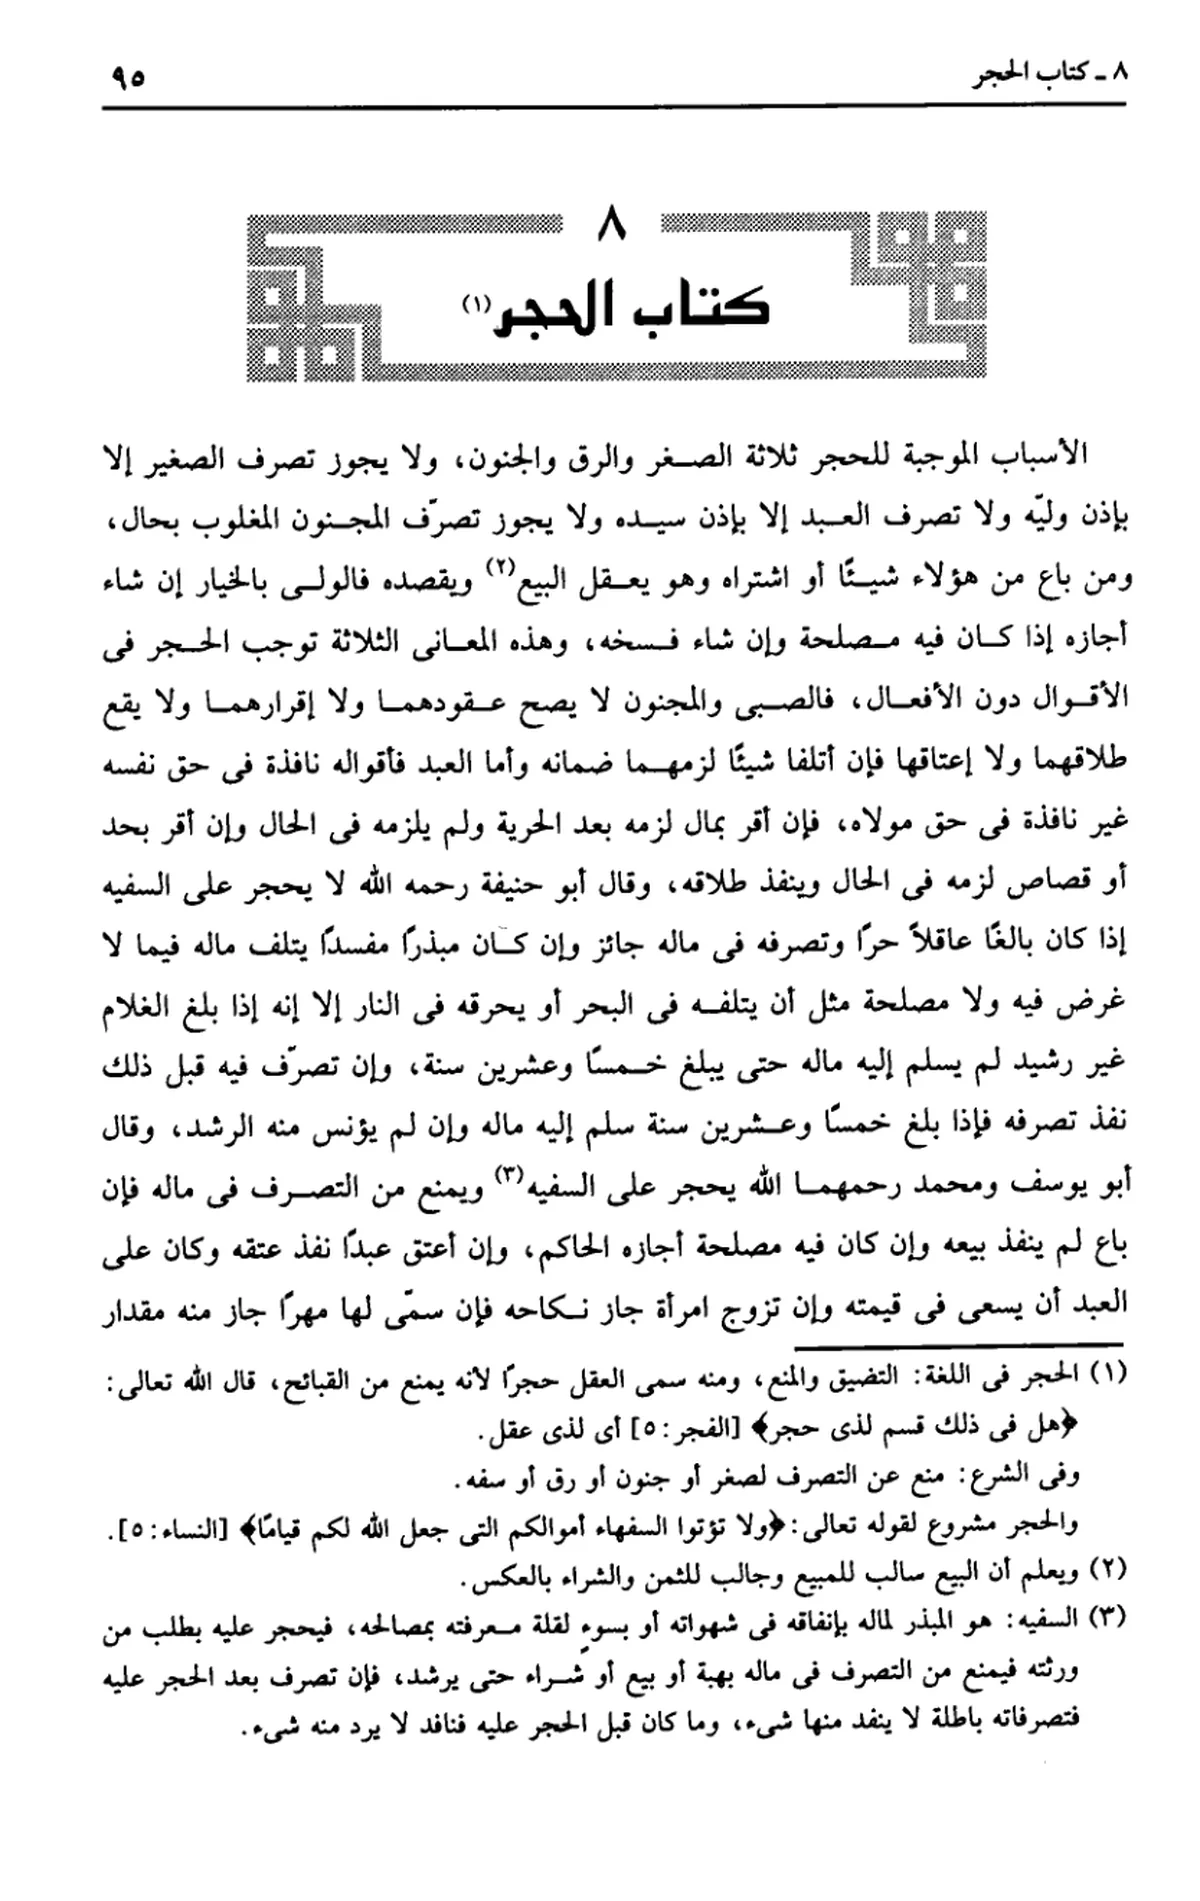 ٨ ـ كتاب الحجر
٩٥
٨
كتاب الحجر(١)
الأسباب الموجبة للحجر ثلاثة الصغر والرق والجنون، ولا يجوز تصرف الصغير إلا
بإذن وليّه ولا تصرف العبد إلا بإذن سيده ولا يجوز تصرّف المجنون المغلوب بحال،
ومن باع من هؤلاء شيئًا أو اشتراه وهو يعقل البيع(٢) ويقصده فالولى بالخيار إن شاء
أجازه إذا كان فيه مصلحة وإن شاء فسخه، وهذه المعانى الثلاثة توجب الحجر فى
الأقوال دون الأفعال، فالصبى والمجنون لا يصح عقودهما ولا إقرارهما ولا يقع
طلاقهما ولا إعتاقها فإن أتلفا شيئًا لزمهما ضمانه وأما العبد فأقواله نافذة فى حق نفسه
غير نافذة فى حق مولاه، فإن أقر بمال لزمه بعد الحرية ولم يلزمه فى الحال وإن أقر بحد
أو قصاص لزمه فى الحال وينفذ طلاقه، وقال أبو حنيفة رحمه الله لا يحجر على السفيه
إذا كان بالغًا عاقلاً حرًا وتصرفه فى ماله جائز وإن كان مبذرًا مفسدًا يتلف ماله فيما لا
غرض فيه ولا مصلحة مثل أن يتلفه فى البحر أو يحرقه فى النار إلا إنه إذا بلغ الغلام
غير رشيد لم يسلم إليه ماله حتى يبلغ خمسًا وعشرين سنة، وإن تصرّف فيه قبل ذلك
نفذ تصرفه فإذا بلغ خمسًا وعشرين سنة سلم إليه ماله وإن لم يؤنس منه الرشد، وقال
أبو يوسف ومحمد رحمهما الله يحجر على السفيه(٣) ويمنع من التصرف فى ماله فإن
باع لم ينفذ بيعه وإن كان فيه مصلحة أجازه الحاكم، وإن أعتق عبدًا نفذ عتقه وكان على
العبد أن يسعى فى قيمته وإن تزوج امرأة جاز نكاحه فإن سمّى لها مهرًا جاز منه مقدار
(١) الحجر فى اللغة: التضيق والمنع، ومنه سمى العقل حجرًا لأنه يمنع من القبائح، قال الله تعالى:
﴿هل فى ذلك قسم لذى حجر﴾ [الفجر: ٥] أى لذى عقل.
وفى الشرع: منع عن التصرف لصغر أو جنون أو رق أو سفه.
والحجر مشروع لقوله تعالى: ﴿ولا تؤتوا السفهاء أموالكم التى جعل الله لكم قيامًا﴾ [النساء: ٥].
(٢) ويعلم أن البيع سالب للمبيع وجالب للثمن والشراء بالعكس.
(٣) السفيه: هو المبذر لماله بإنفاقه فى شهواته أو بسوءٍ لقلة معرفته بمصالحه، فيحجر عليه بطلب من
ورثته فيمنع من التصرف فى ماله بهبة أو بيع أو شراء حتى يرشد، فإن تصرف بعد الحجر عليه
فتصرفاته باطلة لا ينفد منها شىء، وما كان قبل الحجر عليه فنافد لا يرد منه شىء.